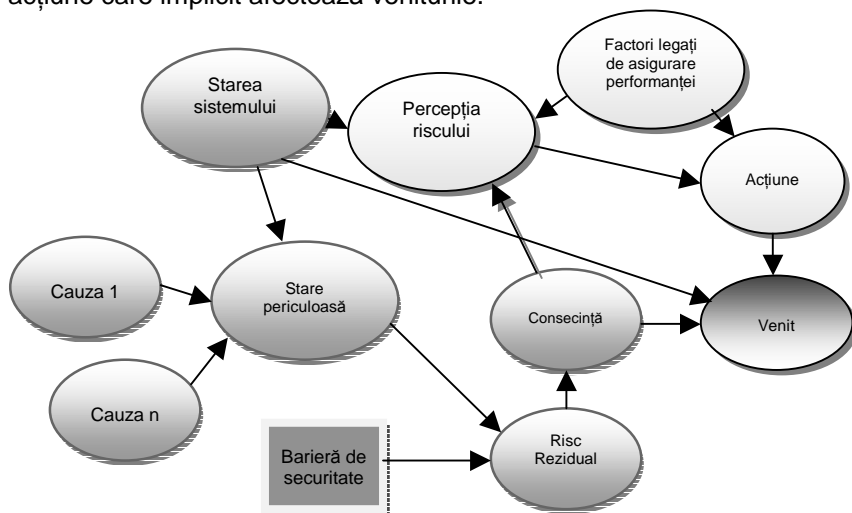 acțiune care implicit afectează veniturile.
Factori legați
de asigurare
performanței
Starea
sistemului
Percepția
riscului
Acțiune
Cauza 1
Stare
periculoasă
Consecință
Venit
Cauza n
Barieră de
securitate
Risc
Rezidual